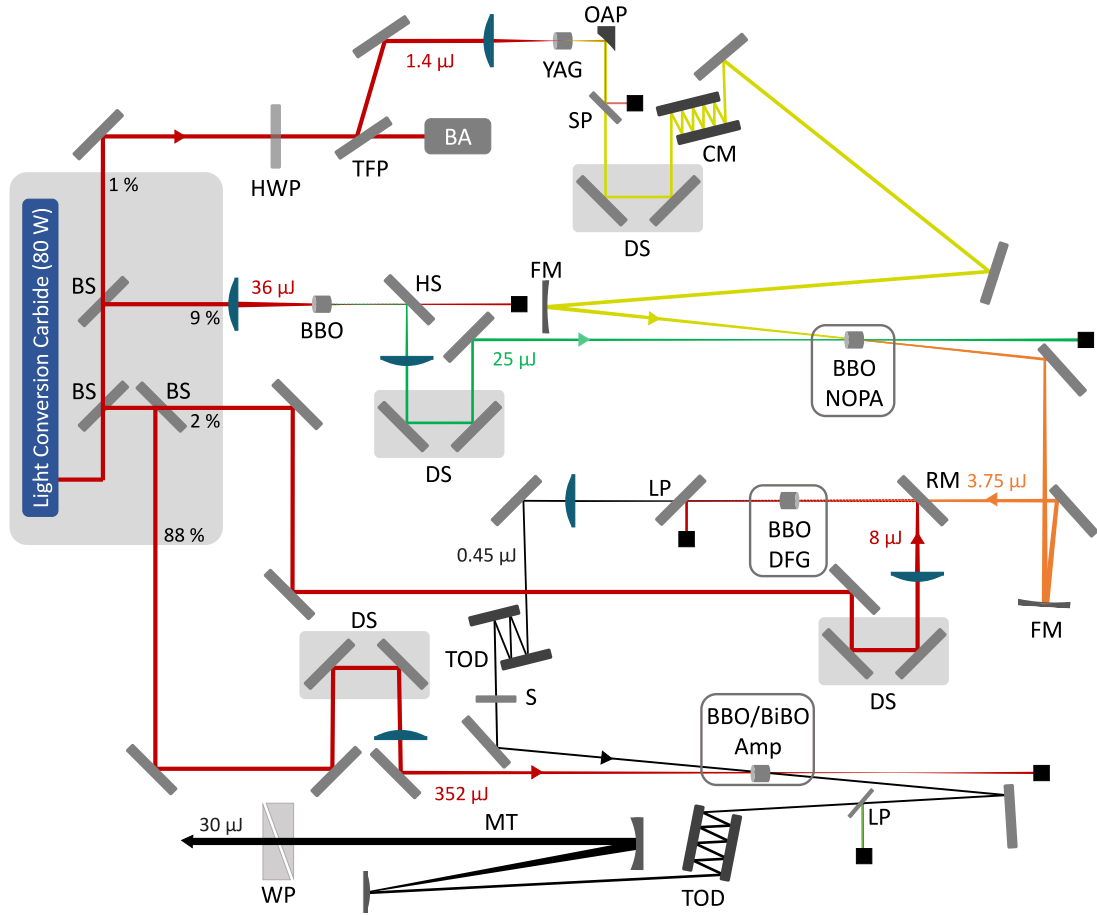 OAP
1.4 µJ
YAG
SP
CM
BA
TFP
HWP
1 %
DS
Light Conversion Carbide (80 W)
BS
36 µJ
9 %
BBO
HS
FM
25 µJ
BBO
NOPA
BS
BS
2 %
DS
88 %
LP
RM
3.75 µJ
BBO
DFG
8 µJ
0.45 µJ
FM
DS
TOD
S
DS
BBO/BiBO
Amp
352 µJ
LP
30 µJ
MT
WP
TOD